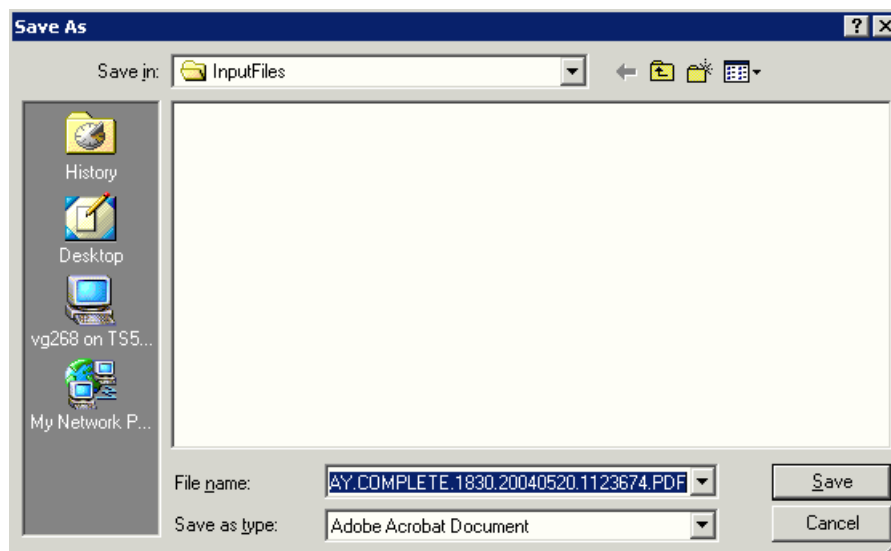 Save As
Save in: InputFiles
History
Desktop
vg268 on TS5...
My Network P...
File name: AY.COMPLETE.1830.20040520.1123674.PDF Save
Save as type: Adobe Acrobat Document Cancel